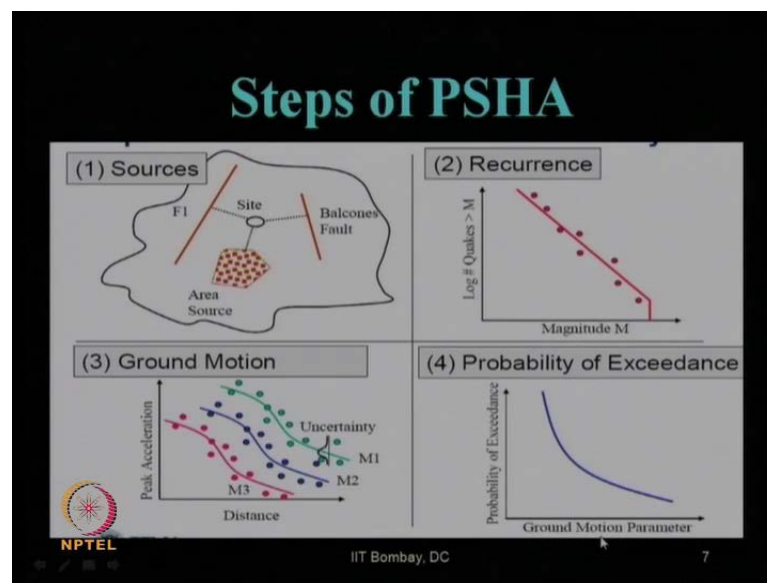 Steps of PSHA
(1) Sources
F1
Site
Balcones
Fault
Area
Source
(2) Recurrence
Log # Quakes > M
Magnitude M
(3) Ground Motion
Peak Acceleration
Uncertainty
M1
M2
M3
Distance
(4) Probability of Exceedance
Probability of Exceedance
Ground Motion Parameter
NPTEL
IIT Bombay, DC
7